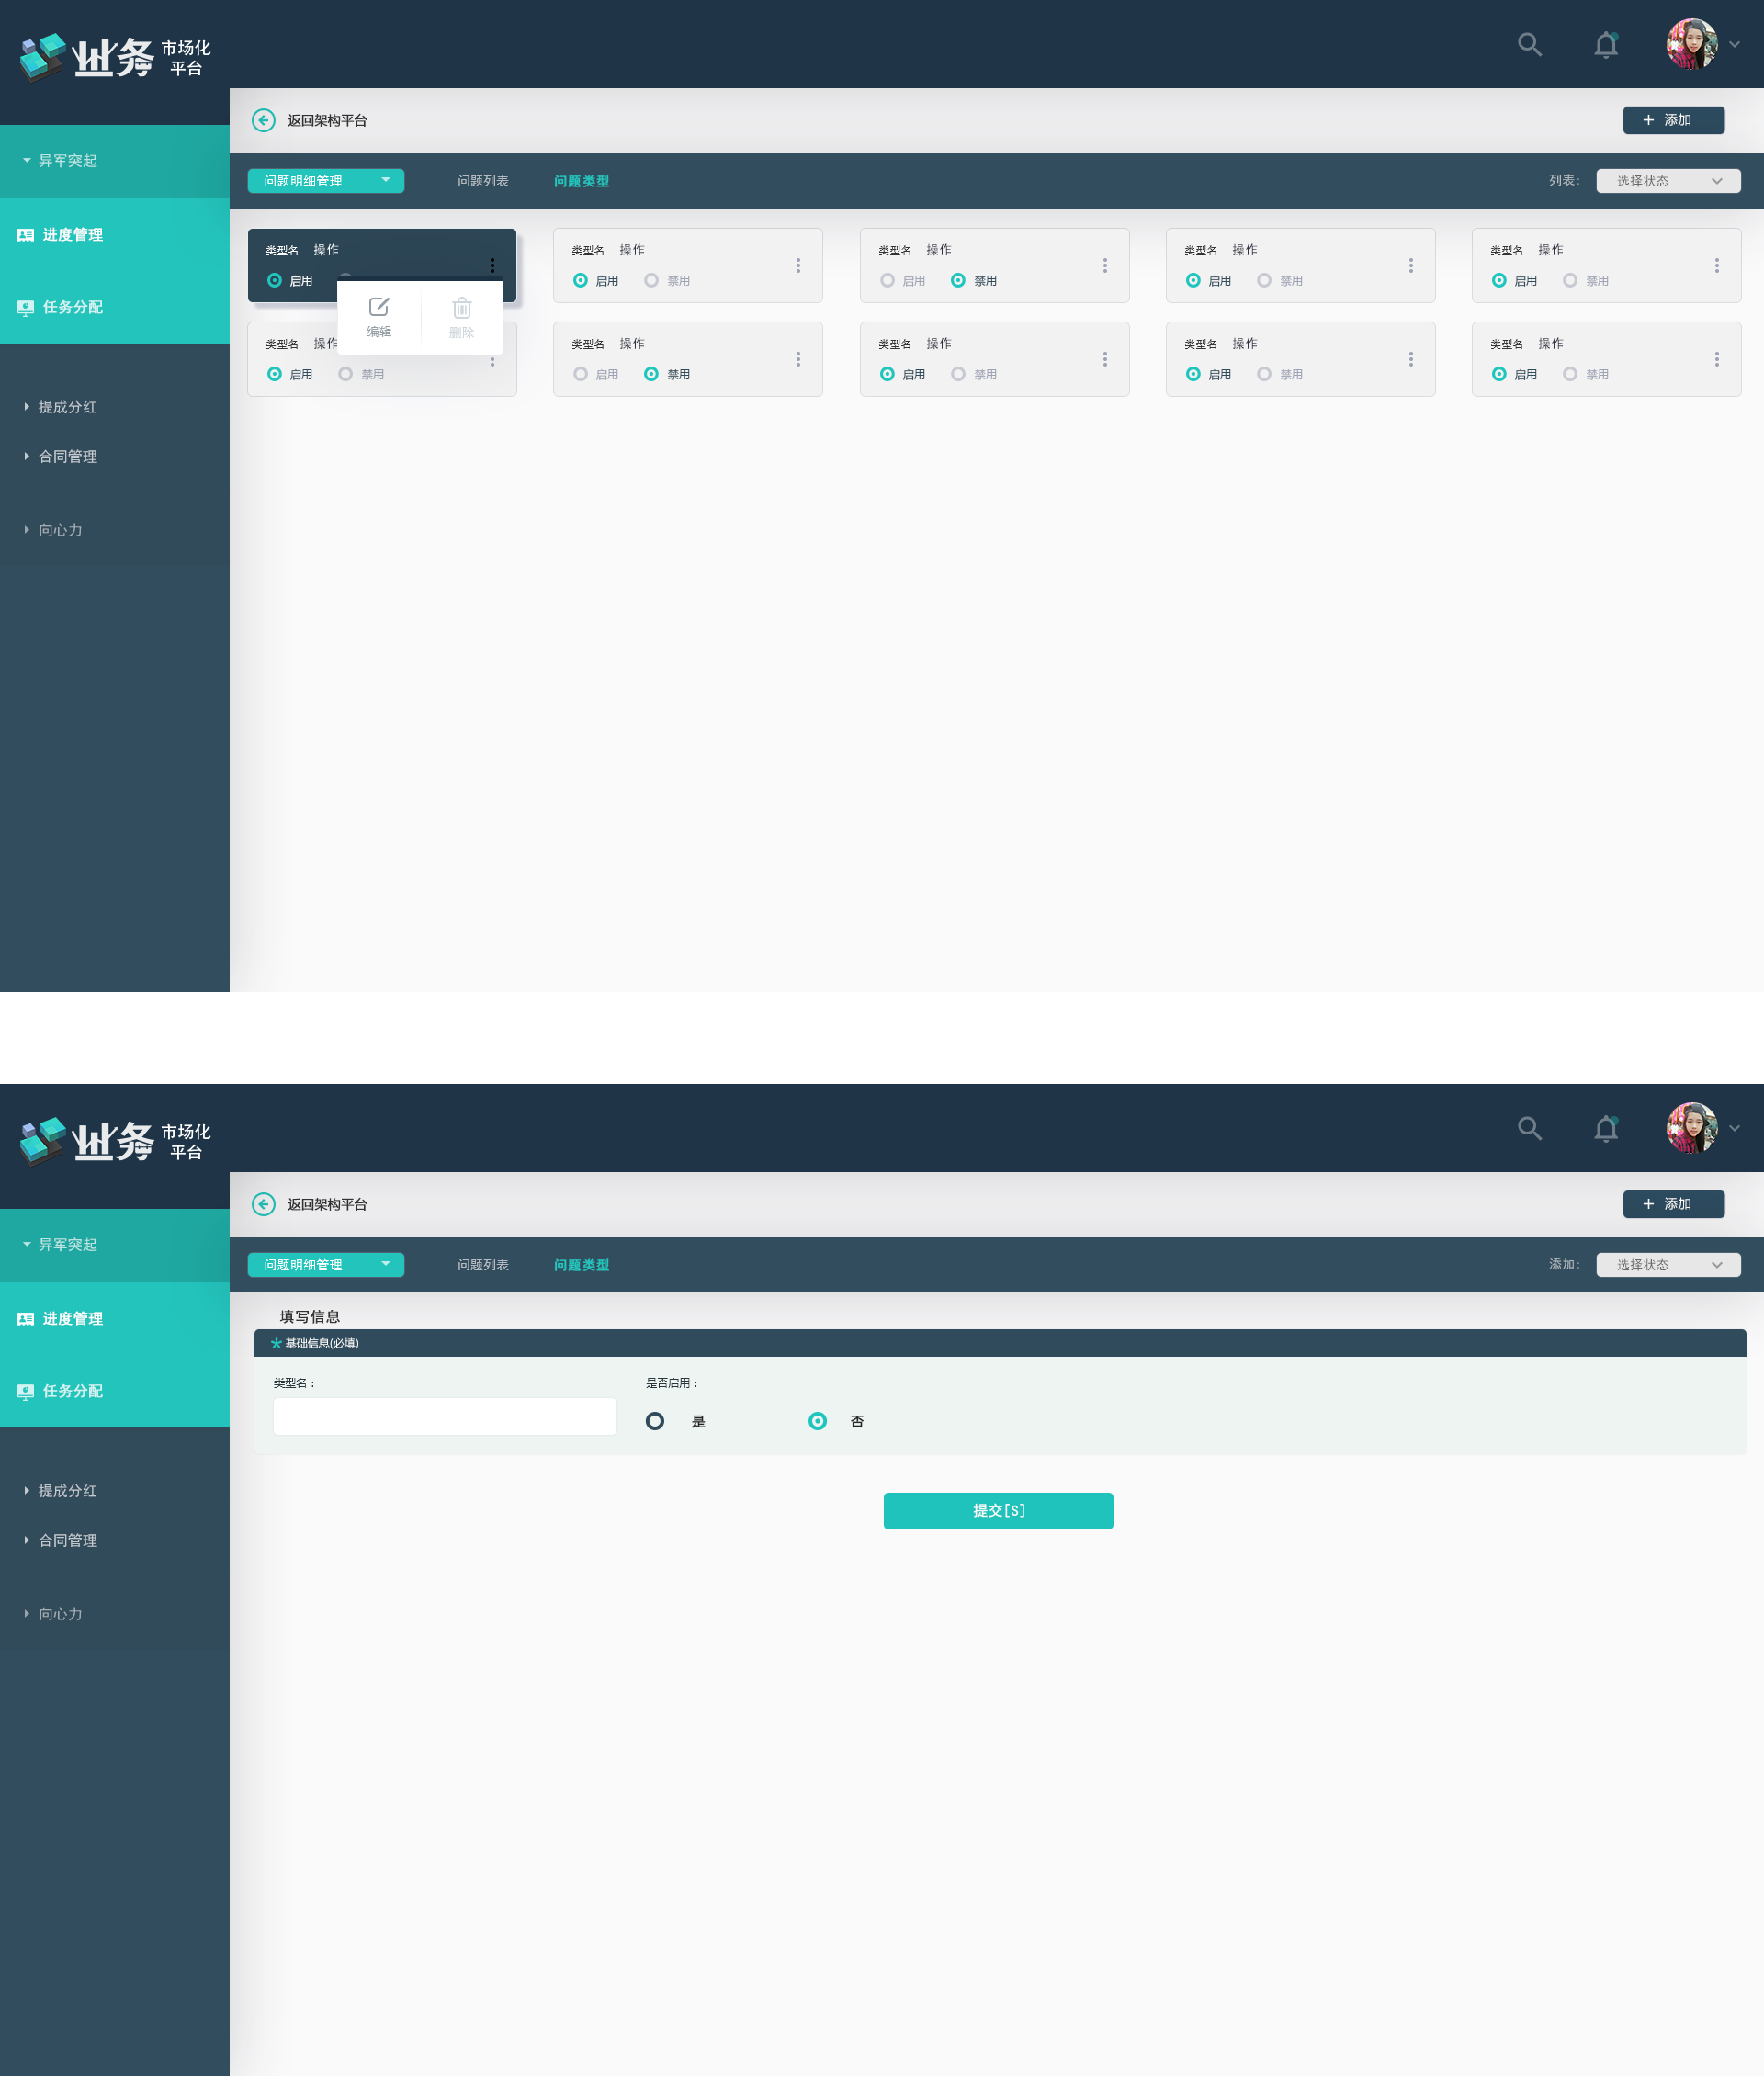 业务 市场化
平台
返回架构平台
+ 添加
异军突起
问题明细管理 问题列表 问题类型 列表: 选择状态
进度管理
任务分配
提成分红
合同管理
向心力
类型名 操作 类型名 操作 类型名 操作 类型名 操作 类型名 操作
启用 启用 禁用 启用 禁用 启用 禁用 启用 禁用
编辑 删除
类型名 操作 类型名 操作 类型名 操作 类型名 操作 类型名 操作
启用 禁用 启用 禁用 启用 禁用 启用 禁用 启用 禁用
业务 市场化
平台
返回架构平台
+ 添加
异军突起
问题明细管理 问题列表 问题类型 添加: 选择状态
进度管理
任务分配
提成分红
合同管理
向心力
填写信息
* 基础信息(必填)
类型名: 是否启用:
是 否
提交[S]